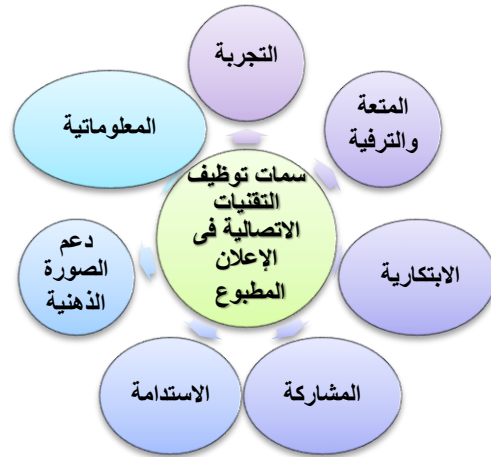 التجربة
المتعة
والترفية
الابتكارية
المشاركة
الاستدامة
دعم
الصورة
الذهنية
المعلوماتية
سمات توظيف
التقنيات
الاتصالية فى
الإعلان
المطبوع